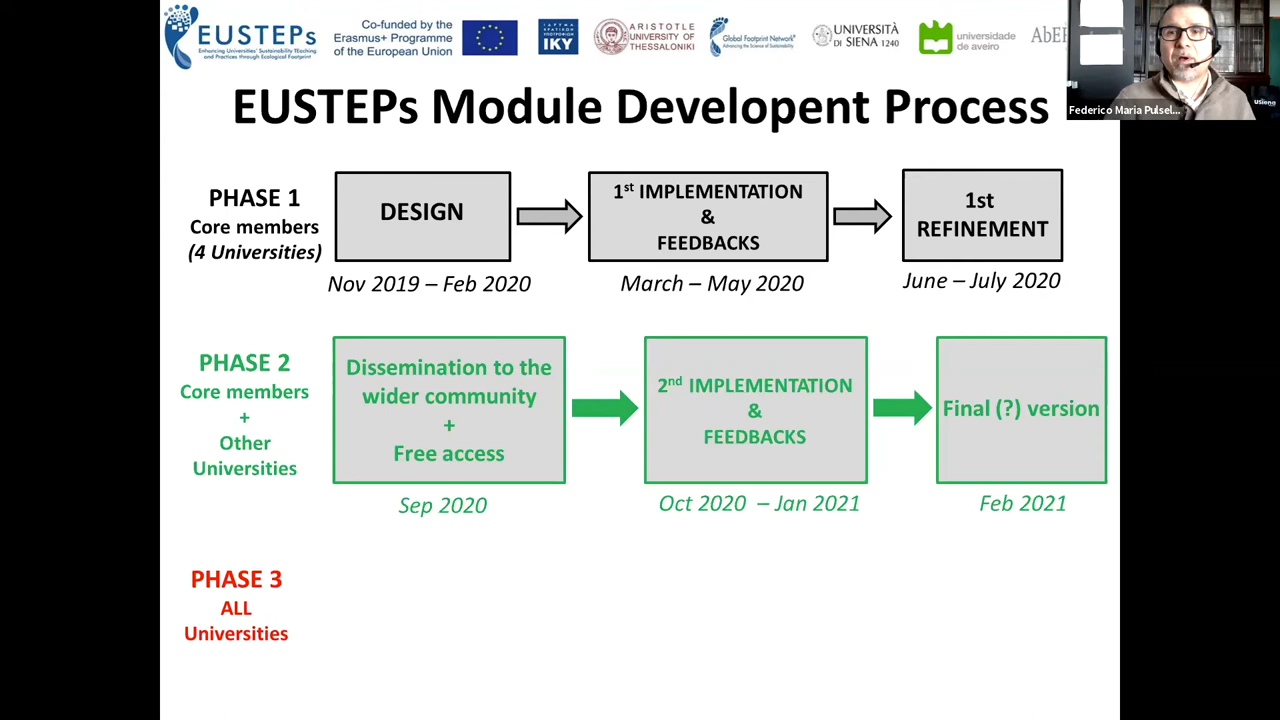 EUSTEPs
Enhancing Universities' Sustainability TEaching
and Practices through Ecological Footprint
Co-funded by the
Erasmus+ Programme
of the European Union
IKY
ARISTOTLE
UNIVERSITY OF
THESSALONIKI
Global Footprint Network
Advancing the Science of Sustainability
UNIVERSITÀ
DI SIENA 1240
universidade
de aveiro
Federico Maria Pulsel...
USiena
EUSTEPs Module Developent Process
PHASE 1
Core members
(4 Universities)
DESIGN
1st IMPLEMENTATION
&
FEEDBACKS
1st
REFINEMENT
Nov 2019 – Feb 2020
March – May 2020
June – July 2020
PHASE 2
Core members
+
Other
Universities
Dissemination to the
wider community
+
Free access
2nd IMPLEMENTATION
&
FEEDBACKS
Final (?) version
Sep 2020
Oct 2020 – Jan 2021
Feb 2021
PHASE 3
ALL
Universities